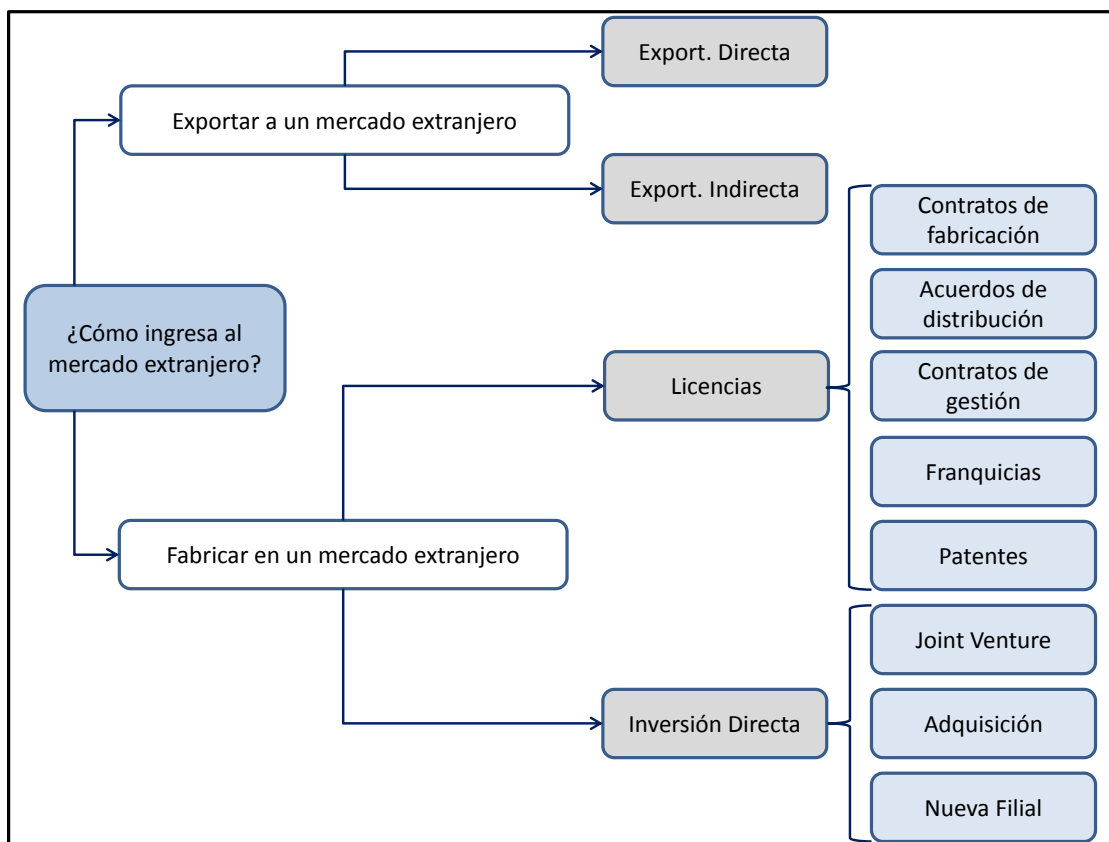 Export. Directa
Exportar a un mercado extranjero
Export. Indirecta
¿Cómo ingresa al
mercado extranjero?
Fabricar en un mercado extranjero
Licencias
Contratos de
fabricación
Acuerdos de
distribución
Contratos de
gestión
Franquicias
Patentes
Inversión Directa
Joint Venture
Adquisición
Nueva Filial